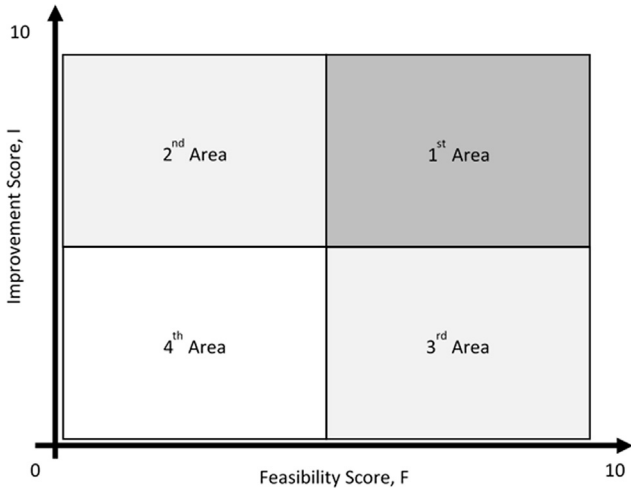 10
Improvement Score, I
2nd Area
1st Area
4th Area
3rd Area
0
Feasibility Score, F
10